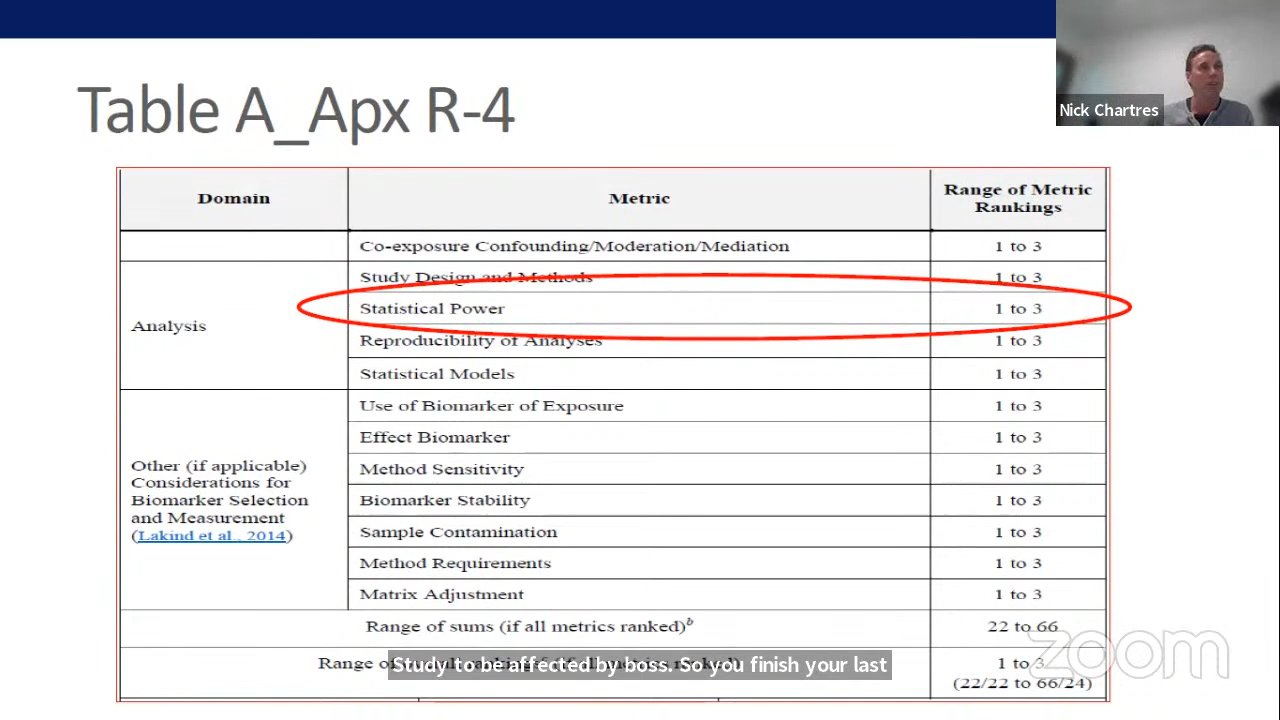 Nick Chartres
Table A_Apx R-4
Domain Metric Range of Metric
Rankings
Co-exposure Confounding/Moderation/Mediation 1 to 3
Study Design and Methods 1 to 3
Statistical Power 1 to 3
Analysis
Reproducibility of Analyses 1 to 3
Statistical Models 1 to 3
Use of Biomarker of Exposure 1 to 3
Effect Biomarker 1 to 3
Other (if applicable)
Considerations for
Biomarker Selection
and Measurement
(Lakind et al., 2014)
Method Sensitivity 1 to 3
Biomarker Stability 1 to 3
Sample Contamination 1 to 3
Method Requirements 1 to 3
Matrix Adjustment 1 to 3
Range of sums (if all metrics ranked)b 22 to 66
Range of 1 to 3
(22/22 to 66/24)
Study to be affected by boss. So you finish your last
zoom